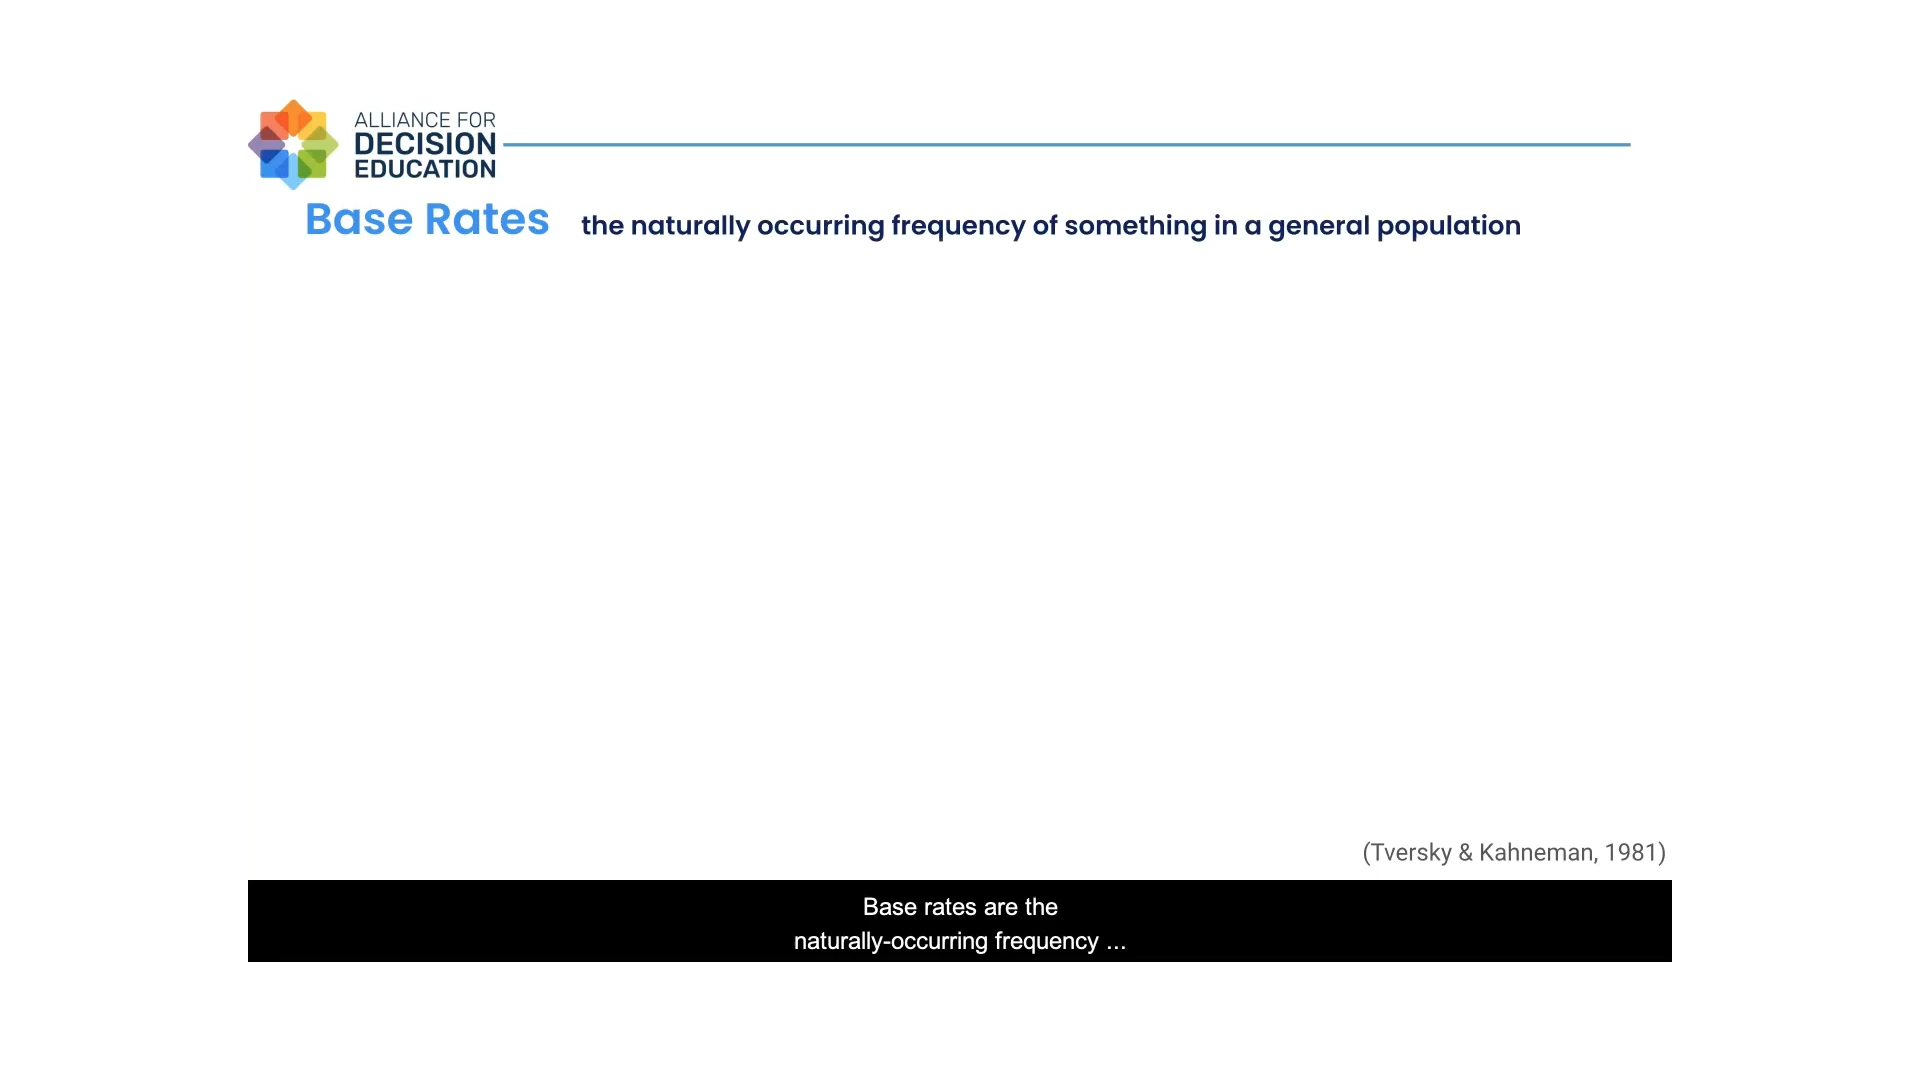 ALLIANCE FOR
DECISION
EDUCATION
Base Rates the naturally occurring frequency of something in a general population
(Tversky & Kahneman, 1981)
Base rates are the
naturally-occurring frequency ...